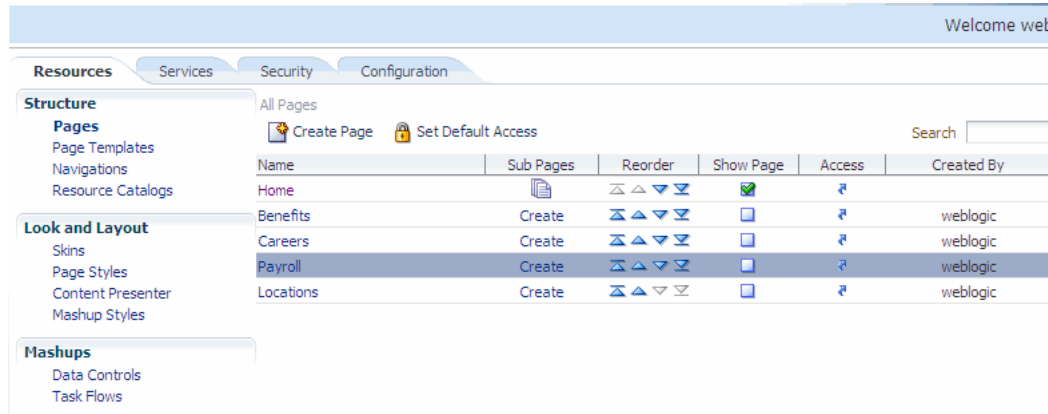 Welcome web
Resources Services Security Configuration
Structure
Pages
Page Templates
Navigations
Resource Catalogs
Look and Layout
Skins
Page Styles
Content Presenter
Mashup Styles
Mashups
Data Controls
Task Flows
All Pages
Create Page Set Default Access Search
Name Sub Pages Reorder Show Page Access Created By
Home
Benefits Create weblogic
Careers Create weblogic
Payroll Create weblogic
Locations Create weblogic